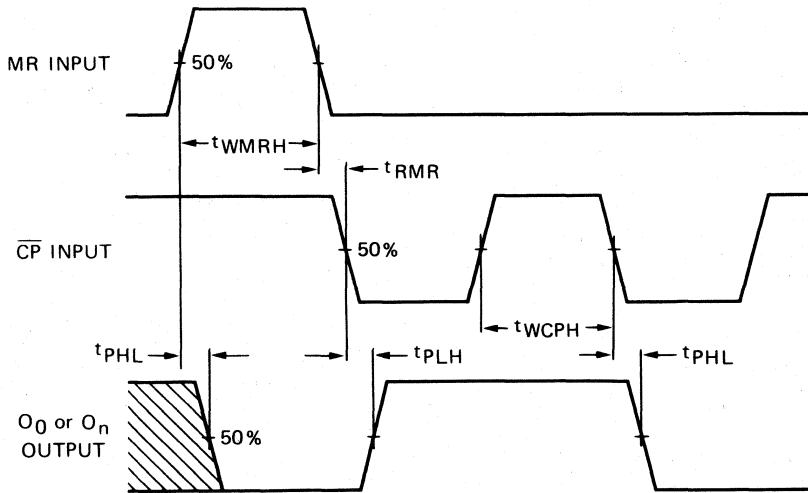 MR INPUT
50%
tWMRH
tRMR
CP INPUT
50%
tWCPH
tPHL
tPLH
tPHL
O0 or On
OUTPUT
50%